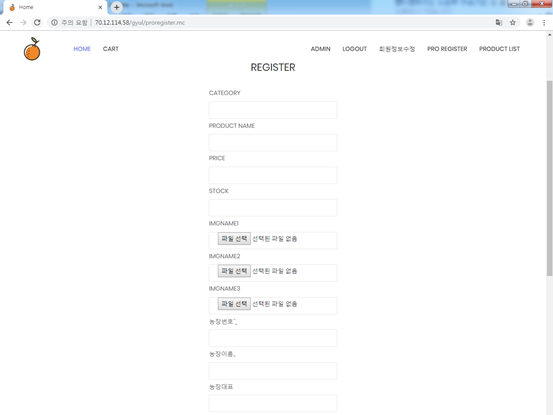 Home
주의 요함 | 70.12.114.58/gyul/proregister.mc
HOME CART ADMIN LOGOUT 회원정보수정 PRO REGISTER PRODUCT LIST
REGISTER
CATEGORY
PRODUCT NAME
PRICE
STOCK
IMGNAME1
파일 선택 선택된 파일 없음
IMGNAME2
파일 선택 선택된 파일 없음
IMGNAME3
파일 선택 선택된 파일 없음
농장번호
농장이름
농장대표